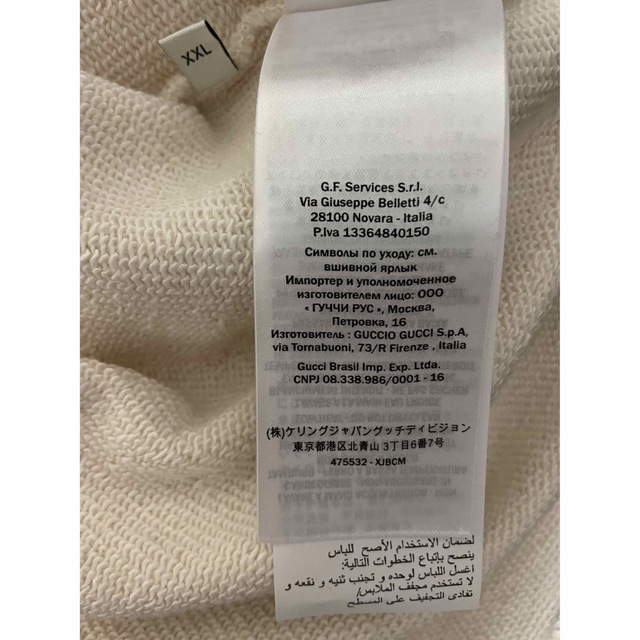 XXL
G.F. Services S.r.l.
Via Giuseppe Belletti 4/c
28100 Novara - Italia
P.Iva 13364840150
Символы по уходу: см.
вшивной ярлык
Импортер и уполномоченное
изготовителем лицо: ООО
« ГУЧЧИ РУС », Москва,
Петровка, 16
Изготовитель : GUCCIO GUCCI S.p.A,
via Tornabuoni, 73/R Firenze , Italia
Gucci Brasil Imp. Exp. Ltda.
CNPJ 08.338.986/0001 - 16
(株)ケリングジャパングッチディビジョン
東京都港区北青山 3丁目6番7号
475532 - XJBCM
لضمان الاستخدام الأصح للباس
ينصح بإتباع الخطوات التالية:
اغسل اللباس لوحده و تجنب ثنيه و نقعه و
لا تستخدم مجفف الملابس/
تفادى التجفيف على المسطح